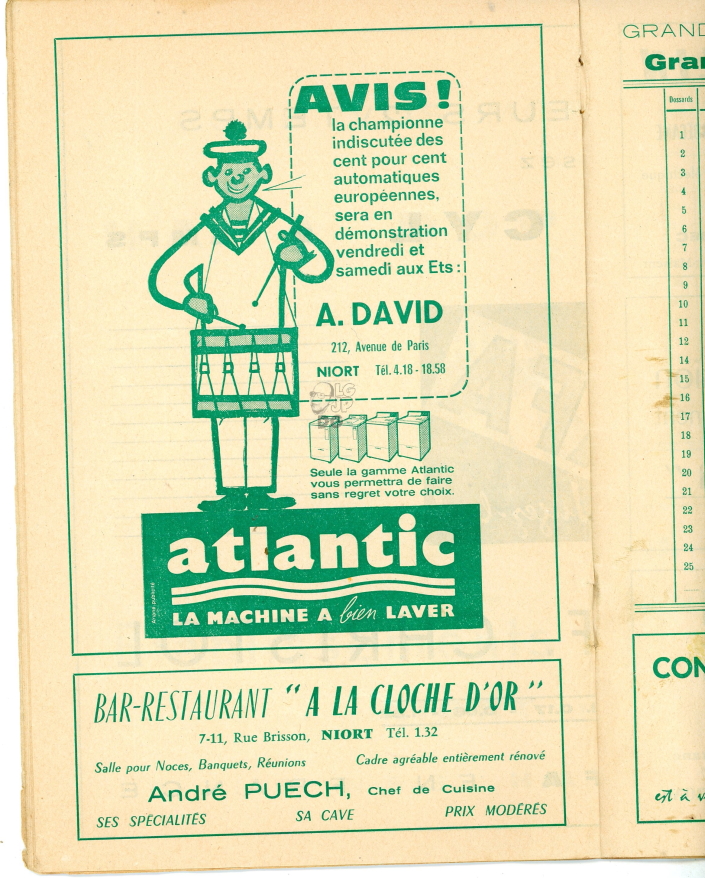 AVIS!
la championne
indiscutée des
cent pour cent
automatiques
européennes,
sera en
démonstration
vendredi et
samedi aux Ets :
A. DAVID
212, Avenue de Paris
NIORT Tél. 4.18 - 18.58
LG
JP
Seule la gamme Atlantic
vous permettra de faire
sans regret votre choix.
atlantic
LA MACHINE A bien LAVER
BAR-RESTAURANT "A LA CLOCHE D'OR"
7-11, Rue Brisson, NIORT Tél. 1.32
Salle pour Noces, Banquets, Réunions Cadre agréable entièrement rénové
André PUECH, Chef de Cuisine
SES SPÉCIALITÉS SA CAVE PRIX MODÉRÉS
GRAND
Gran
Dossards
1
2
3
4
5
6
7
8
9
10
11
12
14
15
16
17
18
19
20
21
22
23
24
25
CON
est à v